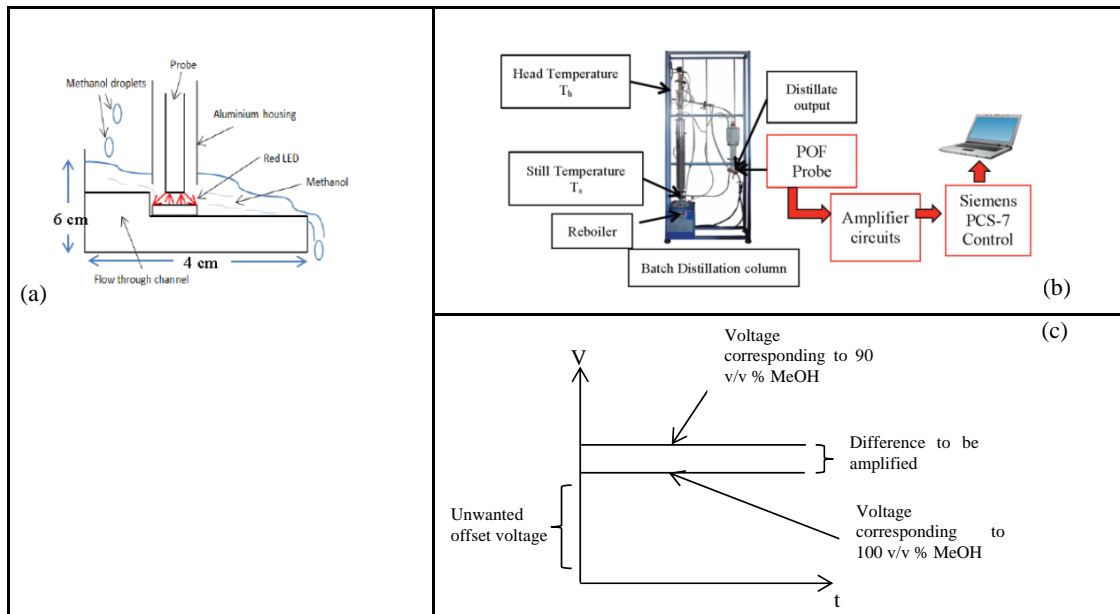 Probe
Methanol droplets
Aluminium housing
Red LED
Methanol
6 cm
4 cm
Flow through channel
(a)
Head Temperature
Th
Distillate
output
Still Temperature
Ts
POF
Probe
Reboiler
Amplifier
circuits
Siemens
PCS-7
Control
Batch Distillation column
(b)
(c)
Voltage
corresponding to 90
v/v % MeOH
V
Difference to be
amplified
Unwanted
offset voltage
Voltage
corresponding to
100 v/v % MeOH
t